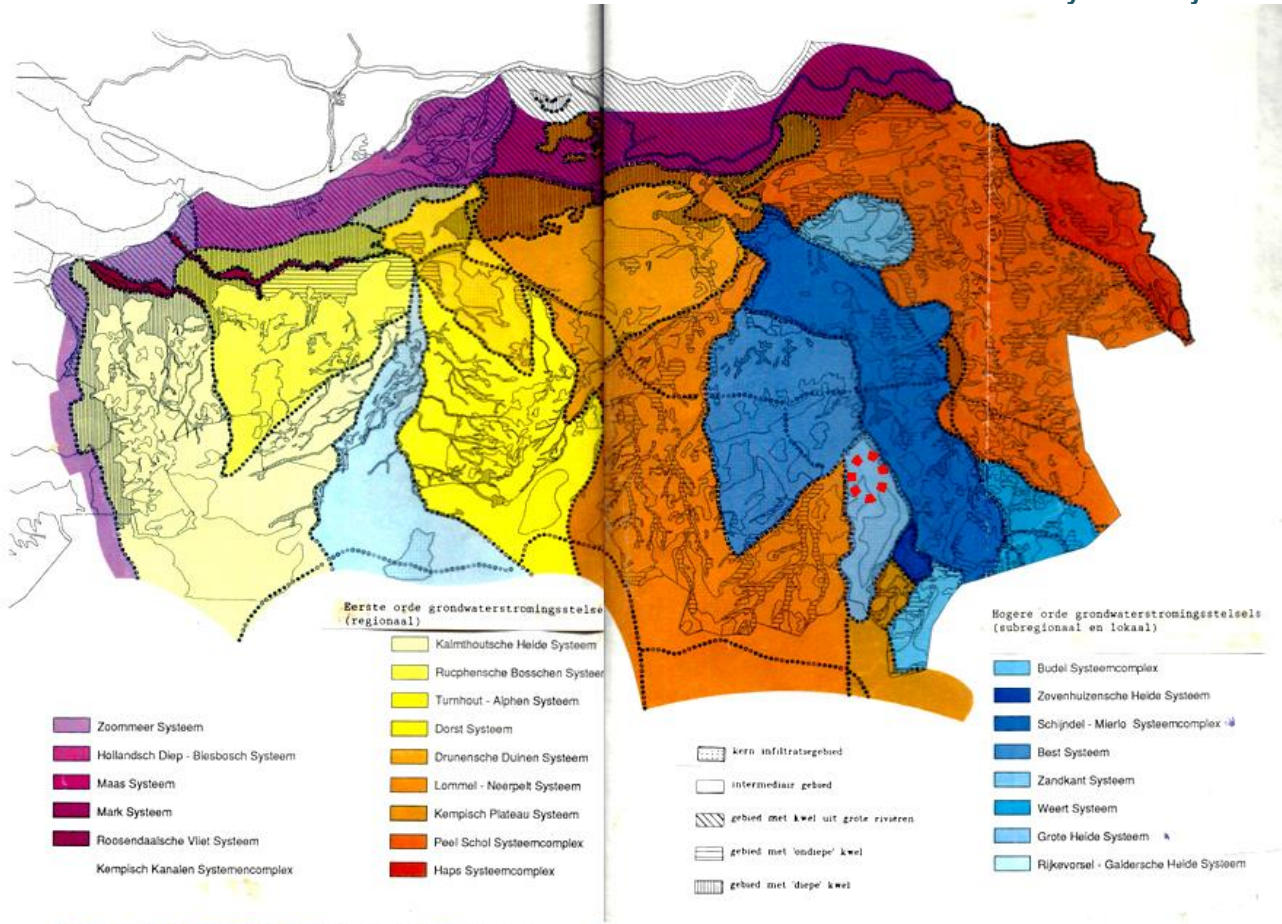 Eerste orde grondwaterstromingsstelse
(regionaal)
Zoommeer Systeem
Hollandsch Diep - Biesbosch Systeem
Maas Systeem
Mark Systeem
Roosendaalsche Vliet Systeem
Kempisch Kanalen Systemencomplex
Kalmthoutsche Heide Systeem
Rucphensche Bosschen Systeem
Turnhout - Alphen Systeem
Dorst Systeem
Drunensche Duinen Systeem
Lommel - Neerpelt Systeem
Kempisch Plateau Systeem
Peel Schol Systeemcomplex
Haps Systeemcomplex
kern infiltratiegebied
intermediair gebied
gebied met kwel uit grote rivieren
gebied met 'ondiepe' kwel
gebied met 'diepe' kwel
Hogere orde grondwaterstromingsstelsels
(subregionaal en lokaal)
Budel Systeemcomplex
Zevenhuizensche Heide Systeem
Schijndel - Mierlo Systeemcomplex
Best Systeem
Zandkant Systeem
Weert Systeem
Grote Heide Systeem
Rijkevorsel - Galdersche Heide Systeem